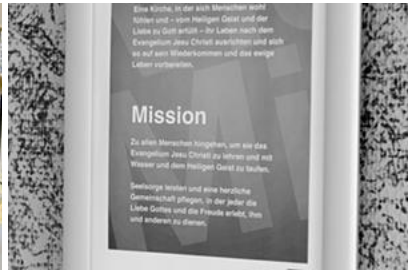 Eine Kirche, in der sich Menschen wohl
fühlen und – vom Heiligen Geist und der
Liebe zu Gott erfüllt – ihr Leben nach dem
Evangelium Jesu Christi ausrichten und sich
so auf sein Wiederkommen und das ewige
Leben vorbereiten.
Mission
Zu allen Menschen hingehen, um sie das
Evangelium Jesu Christi zu lehren und mit
Wasser und dem Heiligen Geist zu taufen.
Seelsorge leisten und eine herzliche
Gemeinschaft pflegen, in der jeder die
Liebe Gottes und die Freude erlebt, ihm
und anderen zu dienen.